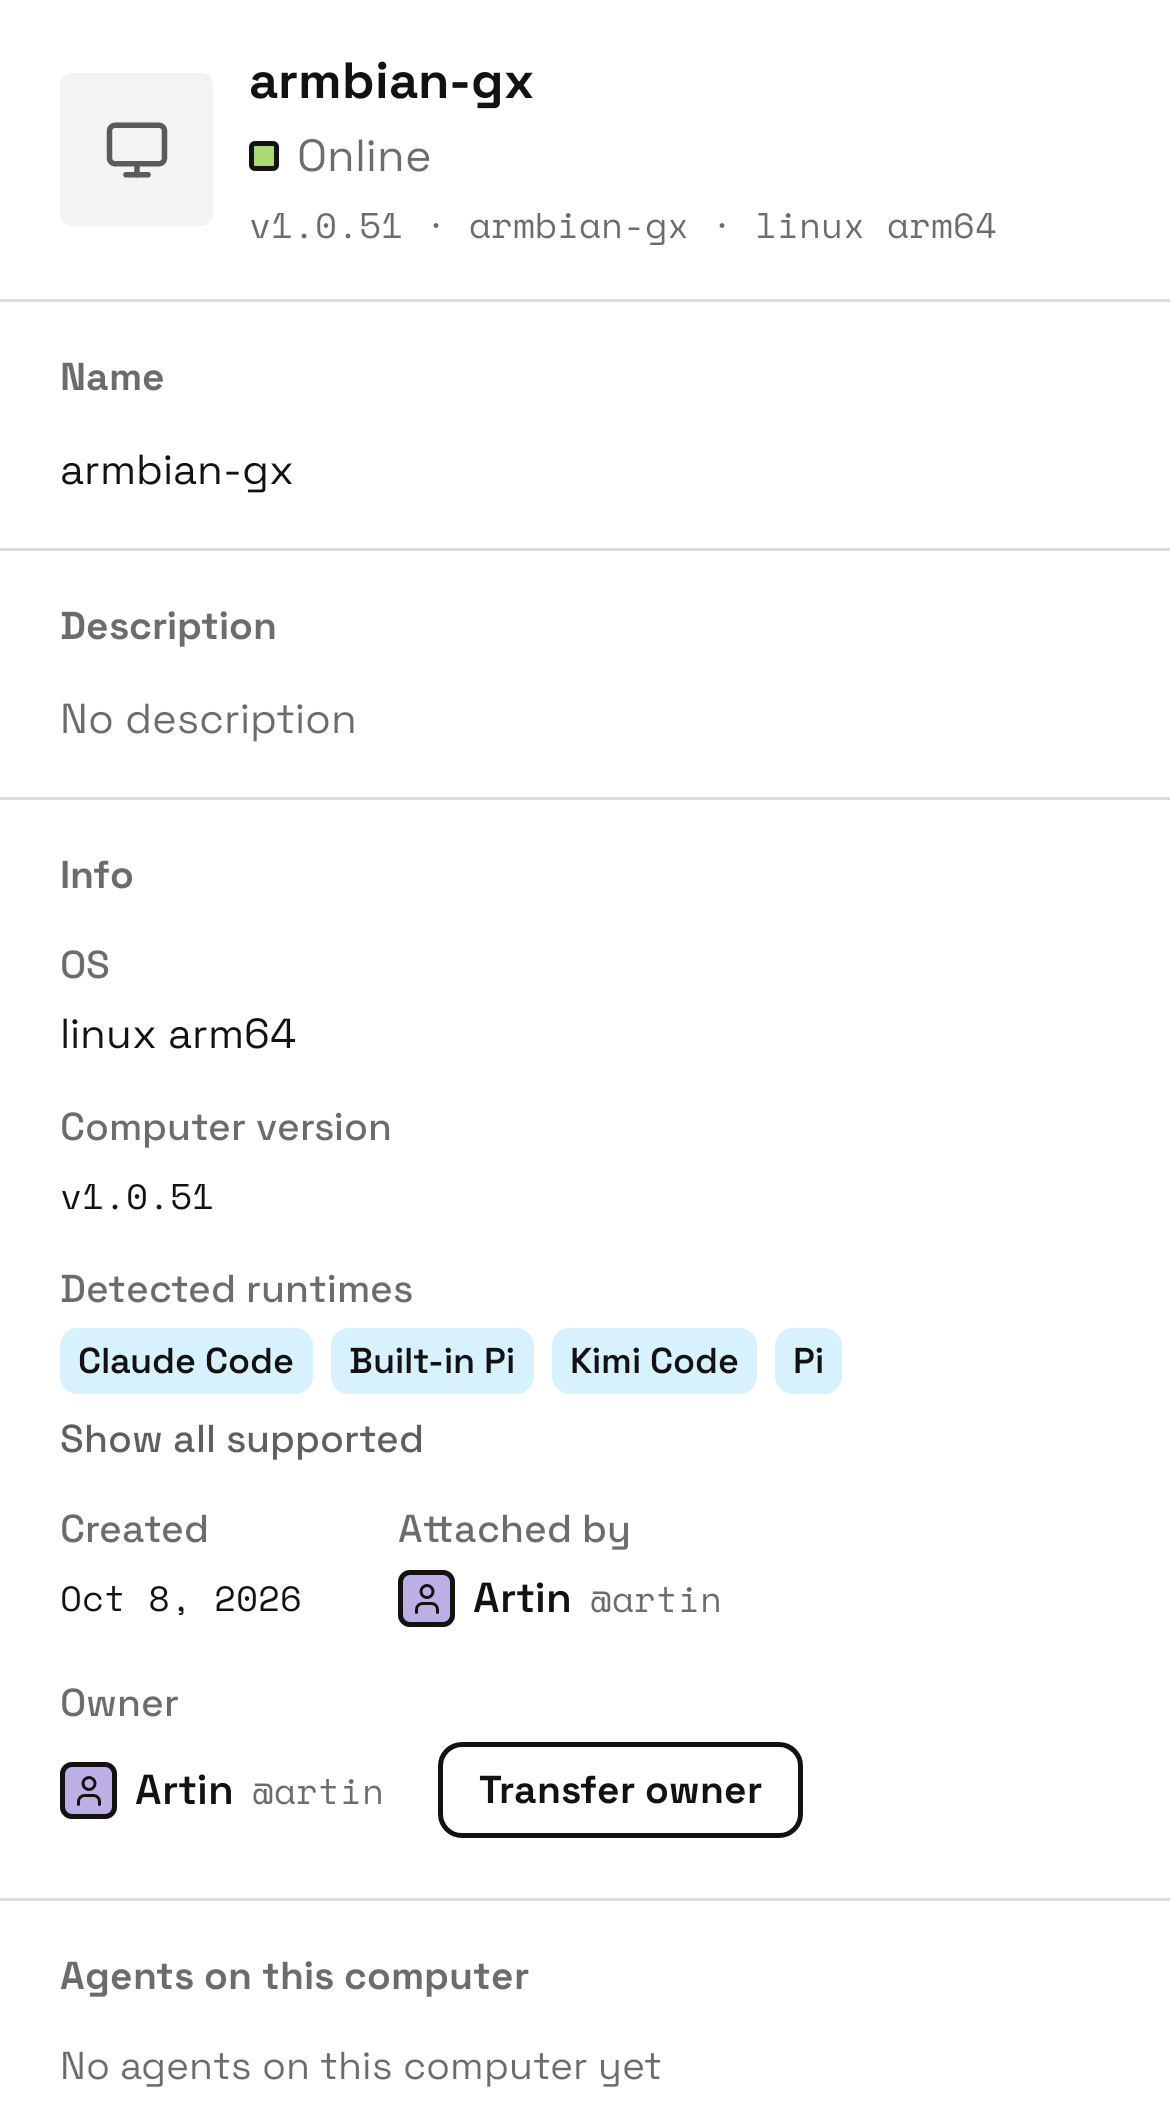 armbian-gx
Online
v1.0.51 · armbian-gx · linux arm64
Name
armbian-gx
Description
No description
Info
OS
linux arm64
Computer version
v1.0.51
Detected runtimes
Claude Code Built-in Pi Kimi Code Pi
Show all supported
Created Attached by
Oct 8, 2026 Artin @artin
Owner
Artin @artin Transfer owner
Agents on this computer
No agents on this computer yet